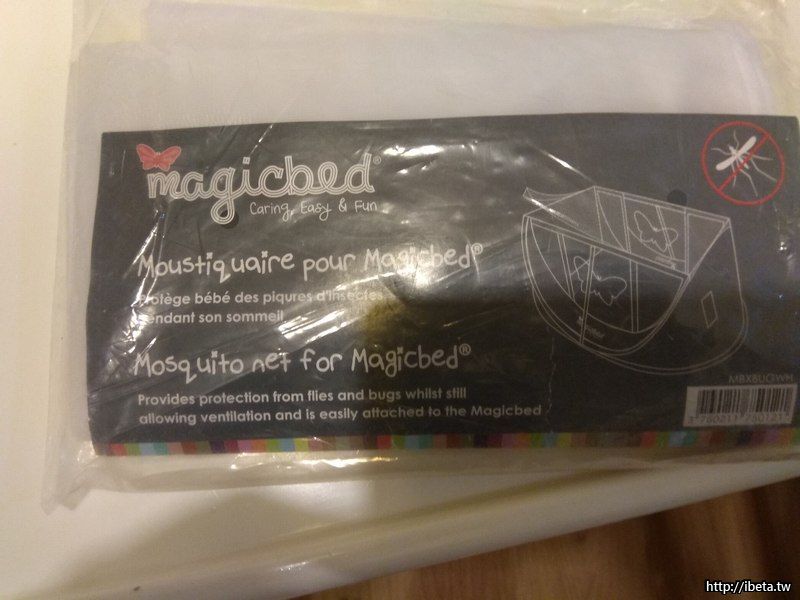 magicbed®
Caring, Easy & Fun
Moustiquaire pour Magicbed®
Protège bébé des piqures d'insectes
pendant son sommeil
Mosquito net for Magicbed®
Provides protection from flies and bugs whilst still
allowing ventilation and is easily attached to the Magicbed
MBXBUGWH
http://ibeta.tw